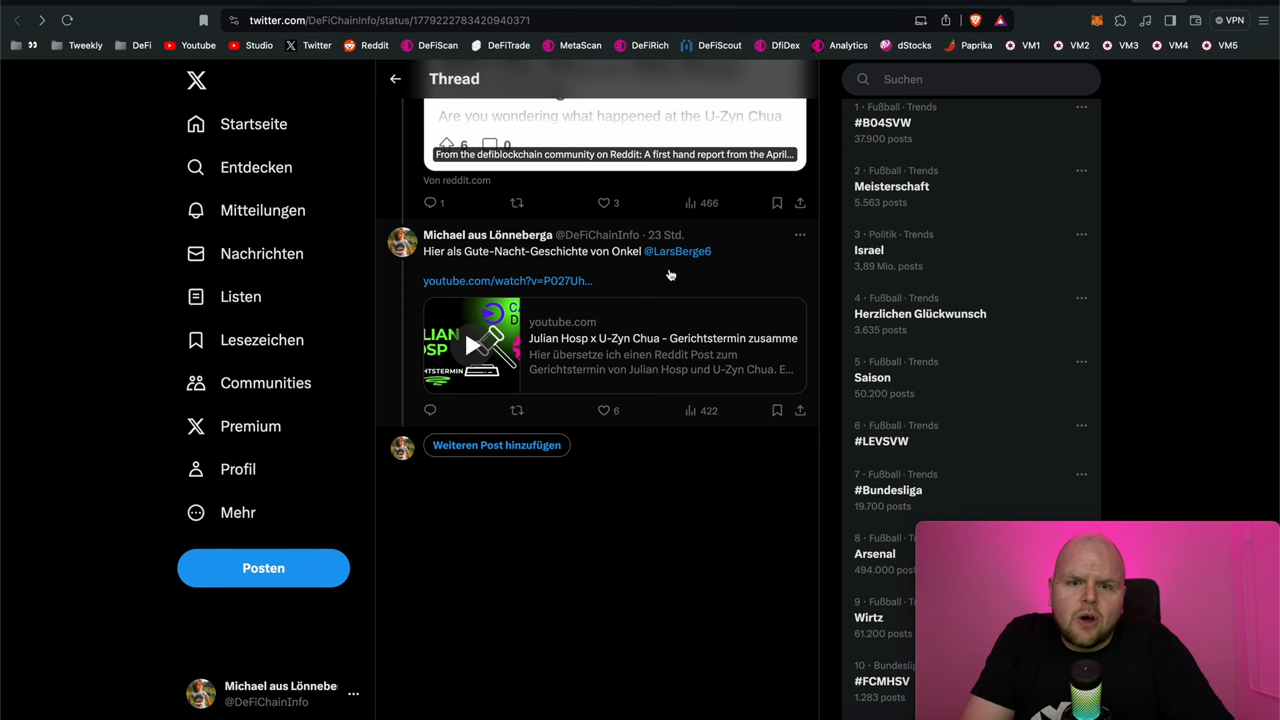 twitter.com/DeFiChainInfo/status/1779222783420940371
VPN
👀
Tweekly
DeFi
Youtube
Studio
Twitter
Reddit
DeFiScan
DeFiTrade
MetaScan
DeFiRich
DeFiScout
DfiDex
Analytics
dStocks
Paprika
VM1
VM2
VM3
VM4
VM5
Startseite
Entdecken
Mitteilungen
Nachrichten
Listen
Lesezeichen
Communities
Premium
Profil
Mehr
Posten
Michael aus Lönnebe
@DeFiChainInfo
Thread
Are you wondering what happened at the U-Zyn Chua
6 0
From the defiblockchain community on Reddit: A first hand report from the April...
Von reddit.com
1 3 466
Michael aus Lönneberga @DeFiChainInfo · 23 Std.
Hier als Gute-Nacht-Geschichte von Onkel @LarsBerge6
youtube.com/watch?v=P027Uh...
youtube.com
Julian Hosp x U-Zyn Chua - Gerichtstermin zusamme
Hier übersetze ich einen Reddit Post zum
Gerichtstermin von Julian Hosp und U-Zyn Chua. E...
6 422
Weiteren Post hinzufügen
Suchen
1 · Fußball · Trends
#B04SVW
37.900 posts
2 · Fußball · Trends
Meisterschaft
5.563 posts
3 · Politik · Trends
Israel
3,89 Mio. posts
4 · Fußball · Trends
Herzlichen Glückwunsch
3.635 posts
5 · Fußball · Trends
Saison
50.200 posts
6 · Fußball · Trends
#LEVSVW
7 · Fußball · Trends
#Bundesliga
19.700 posts
8 · Fußball ·
Arsenal
494.000
9 · Fußball ·
Wirtz
61.200
10 ·
#FCMHSV
1.283 posts